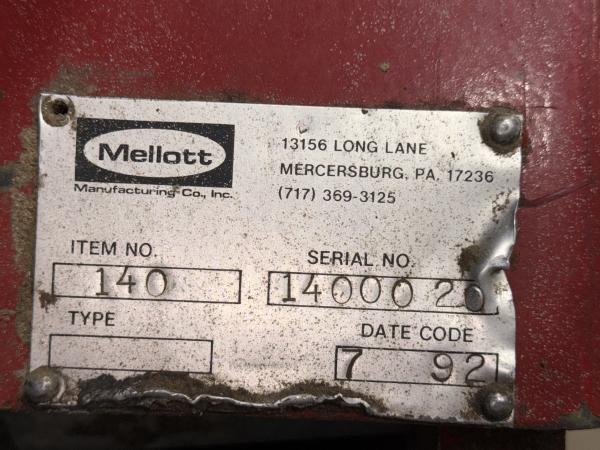 Mellott
Manufacturing Co., Inc.
13156 LONG LANE
MERCERSBURG, PA. 17236
(717) 369-3125
ITEM NO.
140
SERIAL NO.
1400020
TYPE
DATE CODE
7 92